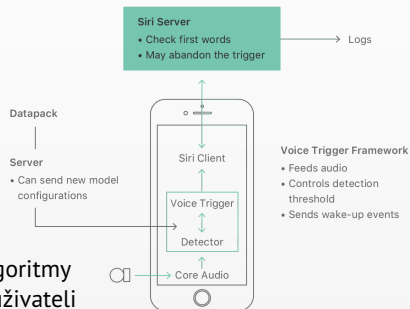 Siri Server
• Check first words
• May abandon the trigger
Logs
Datapack
Server
• Can send new model
configurations
Siri Client
Voice Trigger
Detector
Core Audio
Voice Trigger Framework
• Feeds audio
• Controls detection
threshold
• Sends wake-up events
goritmy
uživateli